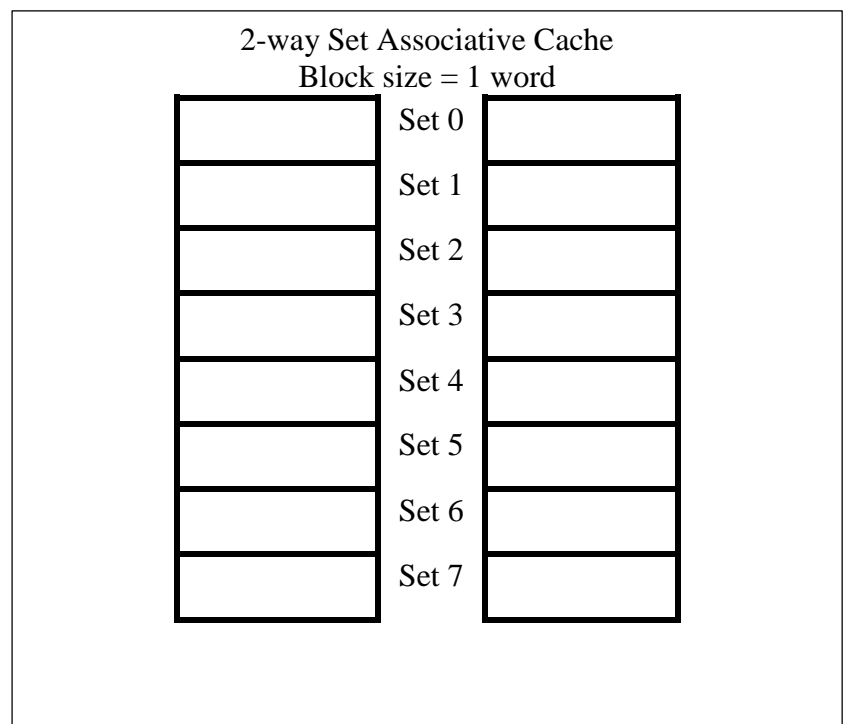 2-way Set Associative Cache
Block size = 1 word
Set 0
Set 1
Set 2
Set 3
Set 4
Set 5
Set 6
Set 7